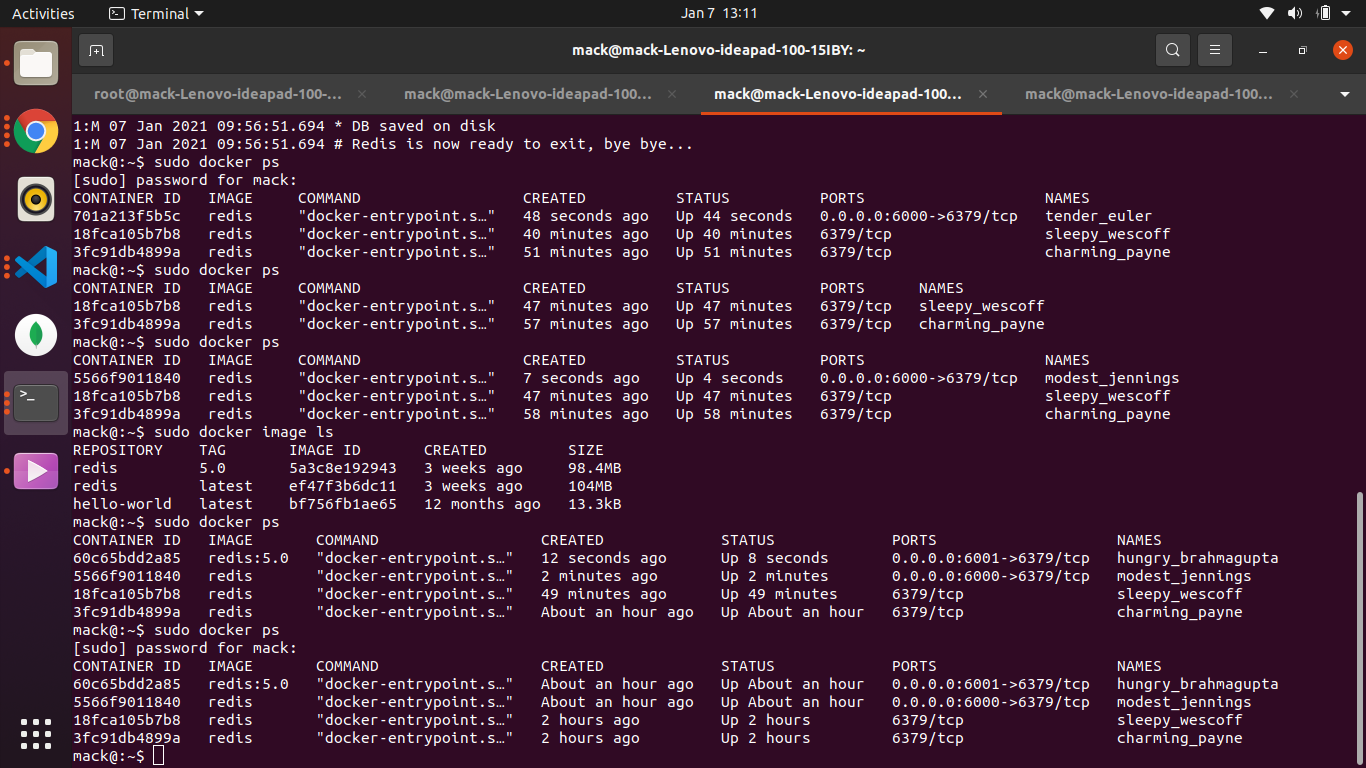 Activities Terminal Jan 7 13:11
mack@mack-Lenovo-ideapad-100-15IBY: ~
root@mack-Lenovo-ideapad-100-... mack@mack-Lenovo-ideapad-100... mack@mack-Lenovo-ideapad-100... mack@mack-Lenovo-ideapad-100...
1:M 07 Jan 2021 09:56:51.694 * DB saved on disk
1:M 07 Jan 2021 09:56:51.694 # Redis is now ready to exit, bye bye...
mack@:~$ sudo docker ps
[sudo] password for mack:
CONTAINER ID   IMAGE     COMMAND                  CREATED          STATUS          PORTS                    NAMES
701a213f5b5c   redis     "docker-entrypoint.s…"   48 seconds ago   Up 44 seconds   0.0.0.0:6000->6379/tcp   tender_euler
18fca105b7b8   redis     "docker-entrypoint.s…"   40 minutes ago   Up 40 minutes   6379/tcp                 sleepy_wescoff
3fc91db4899a   redis     "docker-entrypoint.s…"   51 minutes ago   Up 51 minutes   6379/tcp                 charming_payne
mack@:~$ sudo docker ps
CONTAINER ID   IMAGE     COMMAND                  CREATED          STATUS          PORTS      NAMES
18fca105b7b8   redis     "docker-entrypoint.s…"   47 minutes ago   Up 47 minutes   6379/tcp   sleepy_wescoff
3fc91db4899a   redis     "docker-entrypoint.s…"   57 minutes ago   Up 57 minutes   6379/tcp   charming_payne
mack@:~$ sudo docker ps
CONTAINER ID   IMAGE     COMMAND                  CREATED          STATUS          PORTS                    NAMES
5566f9011840   redis     "docker-entrypoint.s…"   7 seconds ago    Up 4 seconds    0.0.0.0:6000->6379/tcp   modest_jennings
18fca105b7b8   redis     "docker-entrypoint.s…"   47 minutes ago   Up 47 minutes   6379/tcp                 sleepy_wescoff
3fc91db4899a   redis     "docker-entrypoint.s…"   58 minutes ago   Up 58 minutes   6379/tcp                 charming_payne
mack@:~$ sudo docker image ls
REPOSITORY    TAG       IMAGE ID       CREATED         SIZE
redis         5.0       5a3c8e192943   3 weeks ago     98.4MB
redis         latest    ef47f3b6dc11   3 weeks ago     104MB
hello-world   latest    bf756fb1ae65   12 months ago   13.3kB
mack@:~$ sudo docker ps
CONTAINER ID   IMAGE       COMMAND                  CREATED             STATUS             PORTS                    NAMES
60c65bdd2a85   redis:5.0   "docker-entrypoint.s…"   12 seconds ago      Up 8 seconds       0.0.0.0:6001->6379/tcp   hungry_brahmagupta
5566f9011840   redis       "docker-entrypoint.s…"   2 minutes ago       Up 2 minutes       0.0.0.0:6000->6379/tcp   modest_jennings
18fca105b7b8   redis       "docker-entrypoint.s…"   49 minutes ago      Up 49 minutes      6379/tcp                 sleepy_wescoff
3fc91db4899a   redis       "docker-entrypoint.s…"   About an hour ago   Up About an hour   6379/tcp                 charming_payne
mack@:~$ sudo docker ps
[sudo] password for mack:
CONTAINER ID   IMAGE       COMMAND                  CREATED             STATUS             PORTS                    NAMES
60c65bdd2a85   redis:5.0   "docker-entrypoint.s…"   About an hour ago   Up About an hour   0.0.0.0:6001->6379/tcp   hungry_brahmagupta
5566f9011840   redis       "docker-entrypoint.s…"   About an hour ago   Up About an hour   0.0.0.0:6000->6379/tcp   modest_jennings
18fca105b7b8   redis       "docker-entrypoint.s…"   2 hours ago         Up 2 hours         6379/tcp                 sleepy_wescoff
3fc91db4899a   redis       "docker-entrypoint.s…"   2 hours ago         Up 2 hours         6379/tcp                 charming_payne
mack@:~$